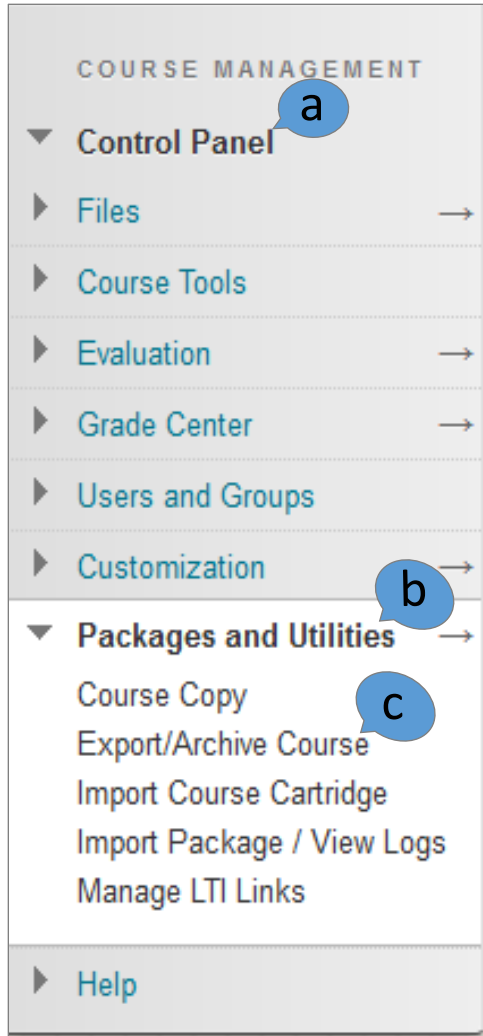 COURSE MANAGEMENT
a
Control Panel
Files
Course Tools
Evaluation
Grade Center
Users and Groups
Customization
b
Packages and Utilities
Course Copy
c
Export/Archive Course
Import Course Cartridge
Import Package / View Logs
Manage LTI Links
Help